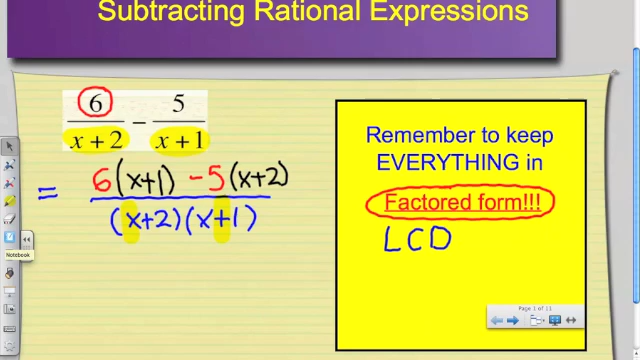 Subtracting Rational Expressions
6/(x + 2) − 5/(x + 1)
= 6(x+1) - 5(x+2)
(x+2)(x+1)
Remember to keep
EVERYTHING in
Factored form!!!
LCD
Page 1 of 11
Notebook